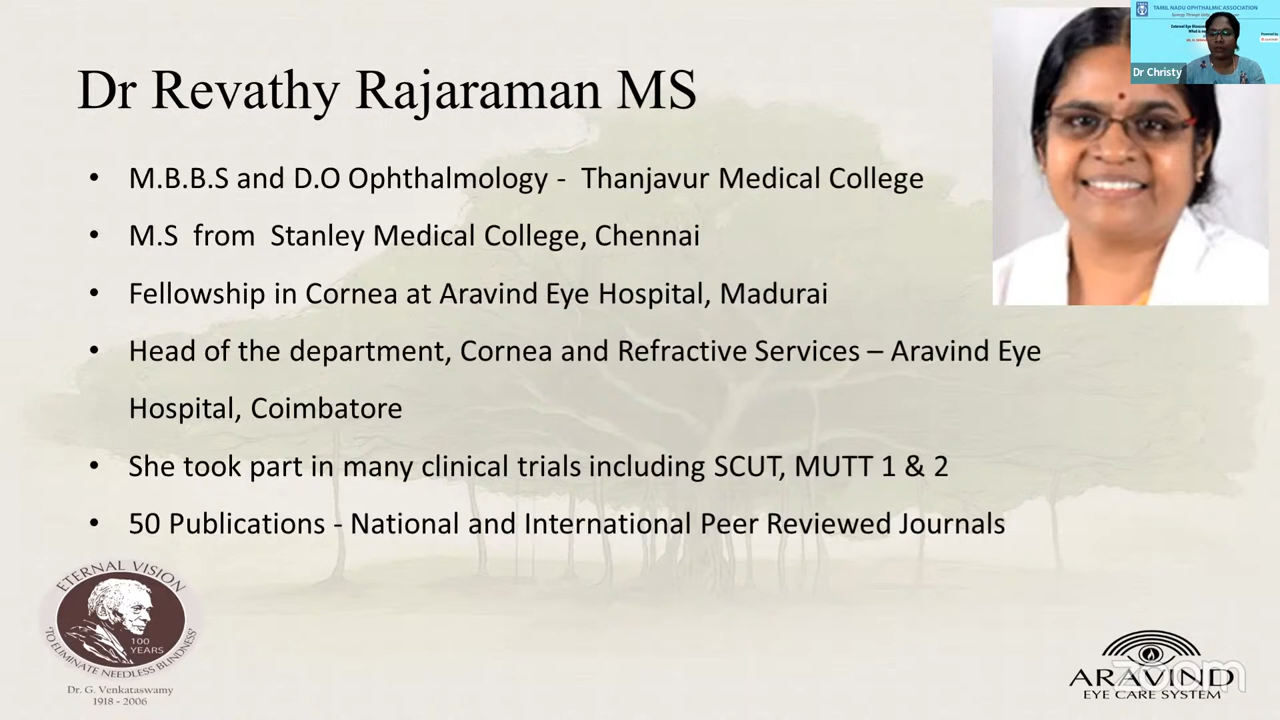 TAMIL NADU OPHTHALMIC ASSOCIATION
Dr Christy
Dr Revathy Rajaraman MS
• M.B.B.S and D.O Ophthalmology - Thanjavur Medical College
• M.S from Stanley Medical College, Chennai
• Fellowship in Cornea at Aravind Eye Hospital, Madurai
• Head of the department, Cornea and Refractive Services – Aravind Eye
Hospital, Coimbatore
• She took part in many clinical trials including SCUT, MUTT 1 & 2
• 50 Publications - National and International Peer Reviewed Journals
ETERNAL VISION
100
YEARS
'TO ELIMINATE NEEDLESS BLINDNESS'
Dr. G. Venkataswamy
1918 - 2006
zoom
ARAVIND
EYE CARE SYSTEM